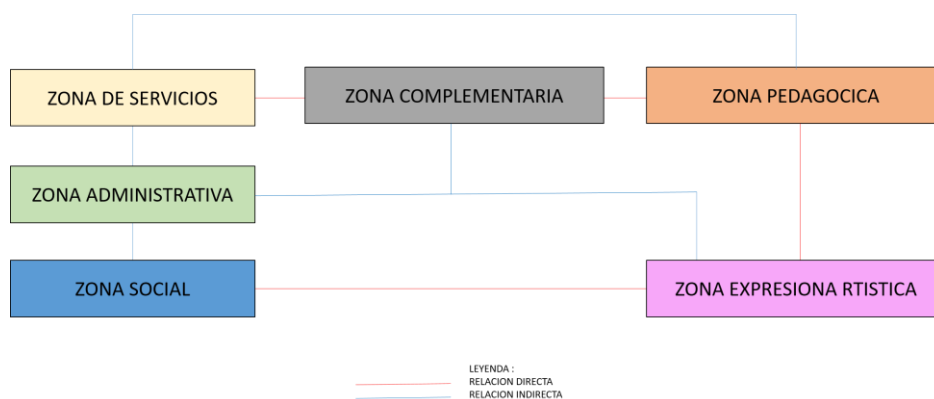 ZONA DE SERVICIOS
ZONA COMPLEMENTARIA
ZONA PEDAGOCICA
ZONA ADMINISTRATIVA
ZONA SOCIAL
ZONA EXPRESIONA RTISTICA
LEYENDA :
RELACION DIRECTA
RELACION INDIRECTA